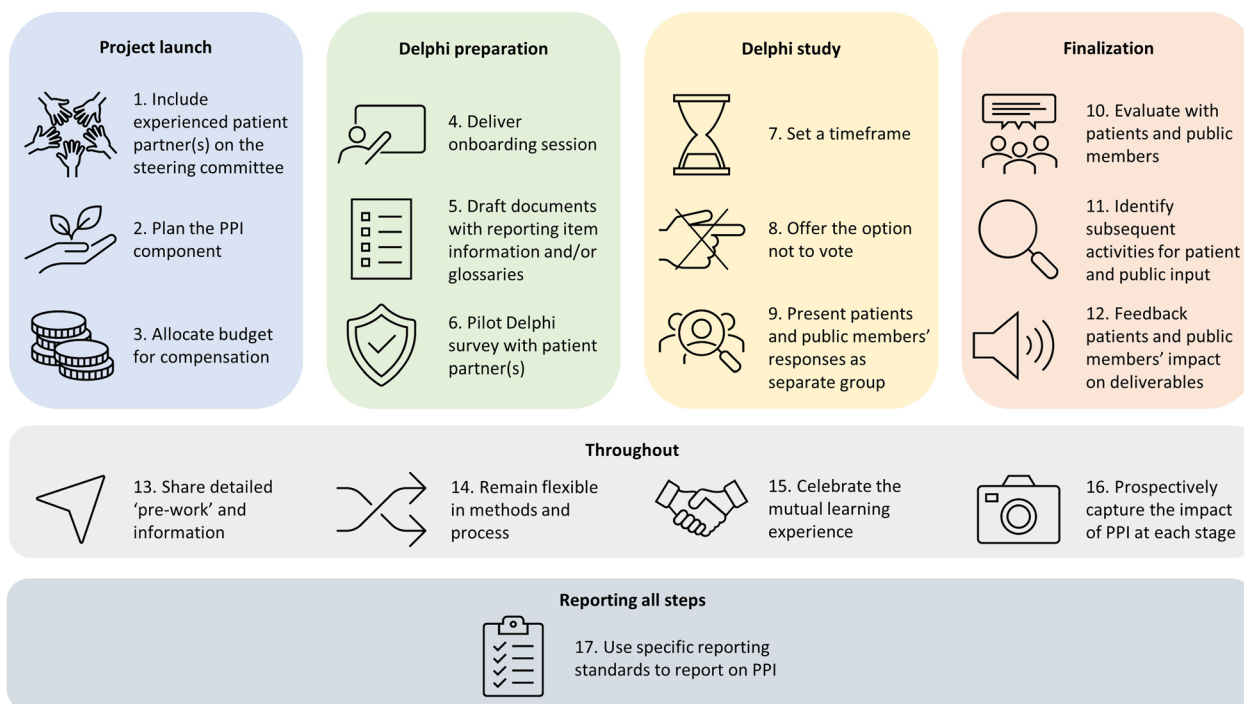 Project launch
1. Include
experienced patient
partner(s) on the
steering committee
2. Plan the PPI
component
3. Allocate budget
for compensation
Delphi preparation
4. Deliver
onboarding session
5. Draft documents
with reporting item
information and/or
glossaries
6. Pilot Delphi
survey with patient
partner(s)
Delphi study
7. Set a timeframe
8. Offer the option
not to vote
9. Present patients
and public members’
responses as
separate group
Finalization
10. Evaluate with
patients and public
members
11. Identify
subsequent
activities for patient
and public input
12. Feedback
patients and public
members’ impact
on deliverables
Throughout
13. Share detailed
‘pre-work’ and
information
14. Remain flexible
in methods and
process
15. Celebrate the
mutual learning
experience
16. Prospectively
capture the impact
of PPI at each stage
Reporting all steps
17. Use specific reporting
standards to report on PPI